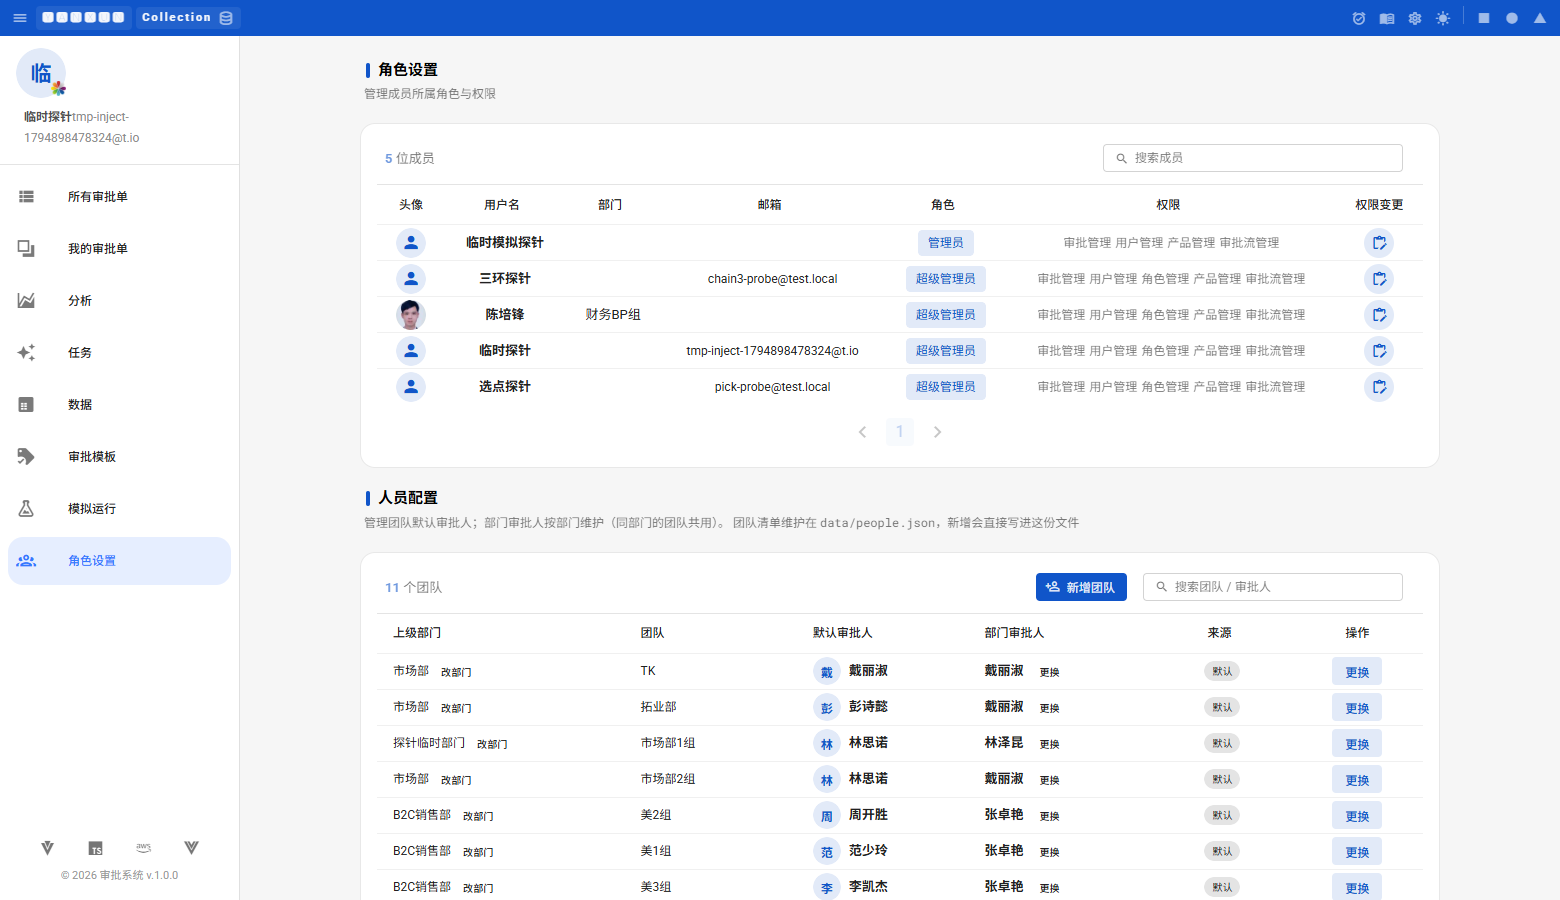 Collection
临
临时探针tmp-inject-
1794898478324@t.io
所有审批单
我的审批单
分析
任务
数据
审批模板
模拟运行
角色设置
TS
aws
© 2026 审批系统 v.1.0.0
角色设置
管理成员所属角色与权限
5 位成员
搜索成员
头像 用户名 部门 邮箱 角色 权限 权限变更
临时模拟探针 管理员 审批管理 用户管理 产品管理 审批流管理
三环探针 chain3-probe@test.local 超级管理员 审批管理 用户管理 角色管理 产品管理 审批流管理
陈培锋 财务BP组 超级管理员 审批管理 用户管理 角色管理 产品管理 审批流管理
临时探针 tmp-inject-1794898478324@t.io 超级管理员 审批管理 用户管理 角色管理 产品管理 审批流管理
选点探针 pick-probe@test.local 超级管理员 审批管理 用户管理 角色管理 产品管理 审批流管理
1
人员配置
管理团队默认审批人；部门审批人按部门维护（同部门的团队共用）。 团队清单维护在 data/people.json，新增会直接写进这份文件
11 个团队
新增团队
搜索团队 / 审批人
上级部门 团队 默认审批人 部门审批人 来源 操作
市场部 改部门 TK 戴 戴丽淑 戴丽淑 更换 默认 更换
市场部 改部门 拓业部 彭 彭诗懿 戴丽淑 更换 默认 更换
探针临时部门 改部门 市场部1组 林 林思诺 林泽昆 更换 默认 更换
市场部 改部门 市场部2组 林 林思诺 戴丽淑 更换 默认 更换
B2C销售部 改部门 美2组 周 周开胜 张卓艳 更换 默认 更换
B2C销售部 改部门 美1组 范 范少玲 张卓艳 更换 默认 更换
B2C销售部 改部门 美3组 李 李凯杰 张卓艳 更换 默认 更换